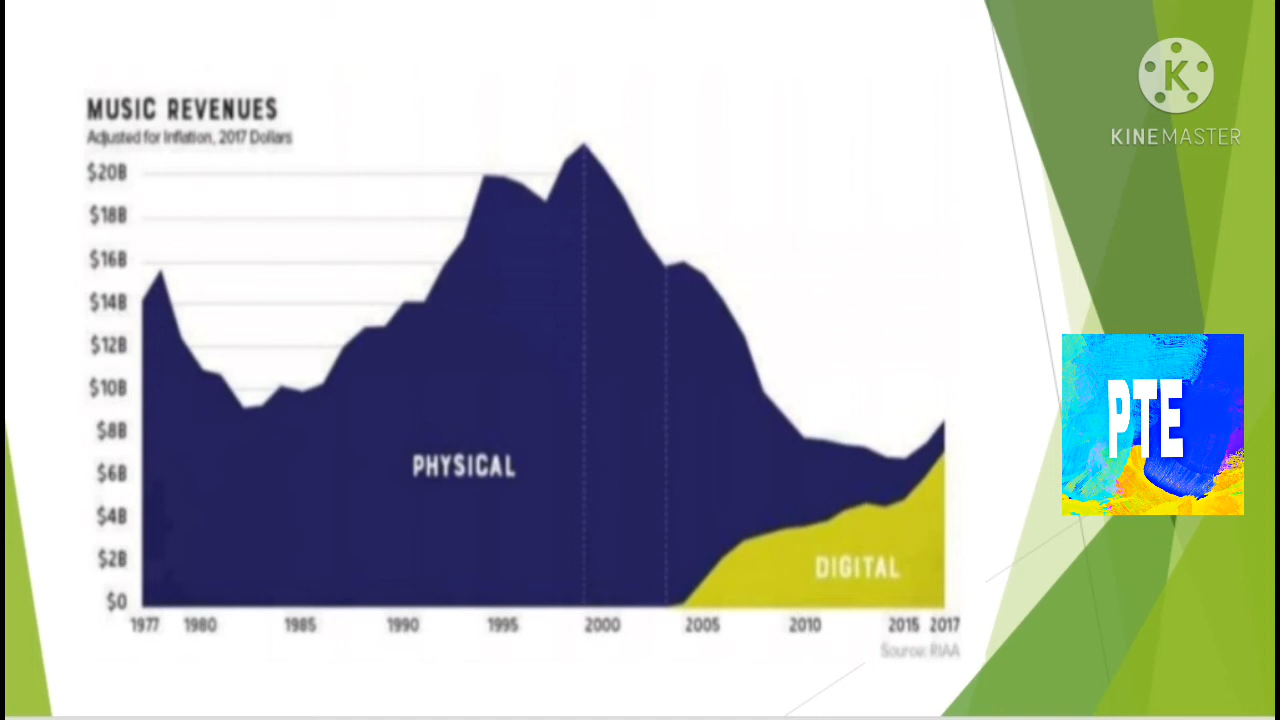 MUSIC REVENUES
Adjusted for Inflation, 2017 Dollars
$20B
$18B
$16B
$14B
$12B
$10B
$8B
$6B
$4B
$2B
$0
PHYSICAL
DIGITAL
1977 1980 1985 1990 1995 2000 2005 2010 2015 2017
Source: RIAA
K
KINEMASTER
PTE